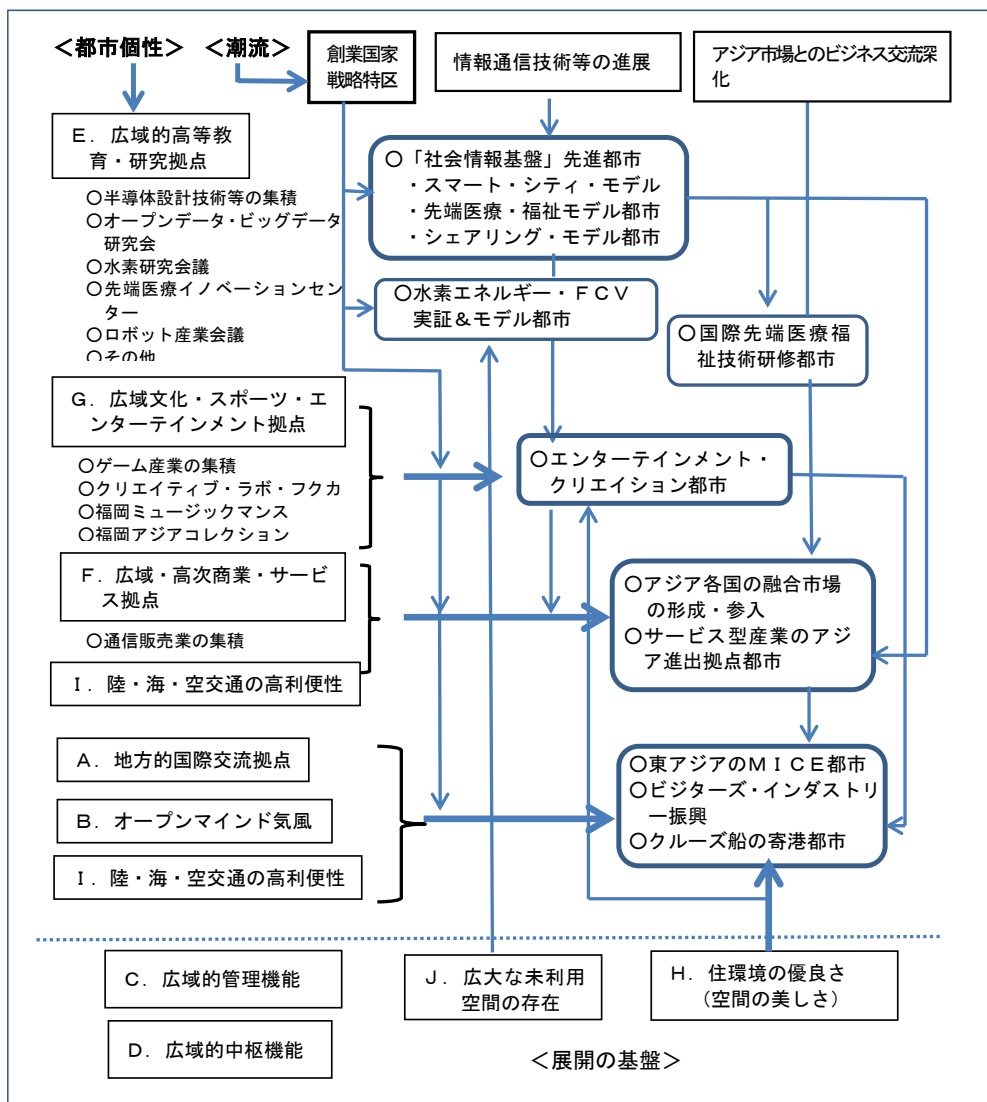 ＜都市個性＞
＜潮流＞
創業国家
戦略特区
情報通信技術等の進展
アジア市場とのビジネス交流深
化
Ｅ．広域的高等教
育・研究拠点
○半導体設計技術等の集積
○オープンデータ・ビッグデータ
研究会
○水素研究会議
○先端医療イノベーションセン
ター
○ロボット産業会議
○その他
○「社会情報基盤」先進都市
・スマート・シティ・モデル
・先端医療・福祉モデル都市
・シェアリング・モデル都市
○水素エネルギー・ＦＣＶ
実証＆モデル都市
○国際先端医療福
祉技術研修都市
Ｇ．広域文化・スポーツ・エ
ンターテインメント拠点
○ゲーム産業の集積
○クリエイティブ・ラボ・フクカ
○福岡ミュージックマンス
○福岡アジアコレクション
○エンターテインメント・
クリエイション都市
Ｆ．広域・高次商業・サービ
ス拠点
○通信販売業の集積
Ｉ．陸・海・空交通の高利便性
○アジア各国の融合市場
の形成・参入
○サービス型産業のアジ
ア進出拠点都市
Ａ．地方的国際交流拠点
Ｂ．オープンマインド気風
Ｉ．陸・海・空交通の高利便性
○東アジアのＭＩＣＥ都市
○ビジターズ・インダストリ
ー振興
○クルーズ船の寄港都市
Ｃ．広域的管理機能
Ｄ．広域的中枢機能
Ｊ．広大な未利用
空間の存在
Ｈ．住環境の優良さ
（空間の美しさ）
＜展開の基盤＞